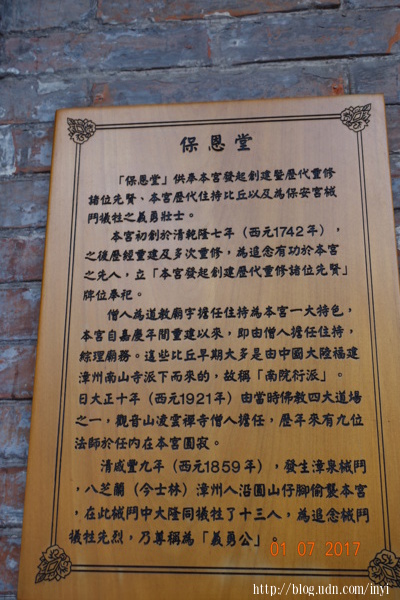 保恩堂
「保恩堂」供奉本宮發起創建暨歷代重修
諸位先賢、本宮歷代住持比丘以及為保安宮械
鬥犧牲之義勇壯士。
本宮初創於清乾隆七年（西元1742年），
之後歷經重建及多次重修，為追念有功於本宮
之先人，立「本宮發起創建歷代重修諸位先賢」
牌位奉祀。
僧人為道教廟宇擔任住持為本宮一大特色，
本宮自嘉慶年間重建以來，即由僧人擔任住持，
綜理廟務。這些比丘早期大多是由中國大陸福建
漳州南山寺派下而來的，故稱「南院衍派」。
日大正十年（西元1921年）由當時佛教四大道場
之一，觀音山凌雲禪寺僧人擔任，歷年來有九位
法師於任內在本宮圓寂。
清咸豐九年（西元1859年），發生漳泉械鬥
，八芝蘭（今士林）漳州人沿圓山仔腳偷襲本宮
，在此械鬥中大隆同犧牲了十三人，為追念械鬥
犧牲先烈，乃尊稱為「義勇公」。
01 07 2017
http://blog.udn.com/inyi